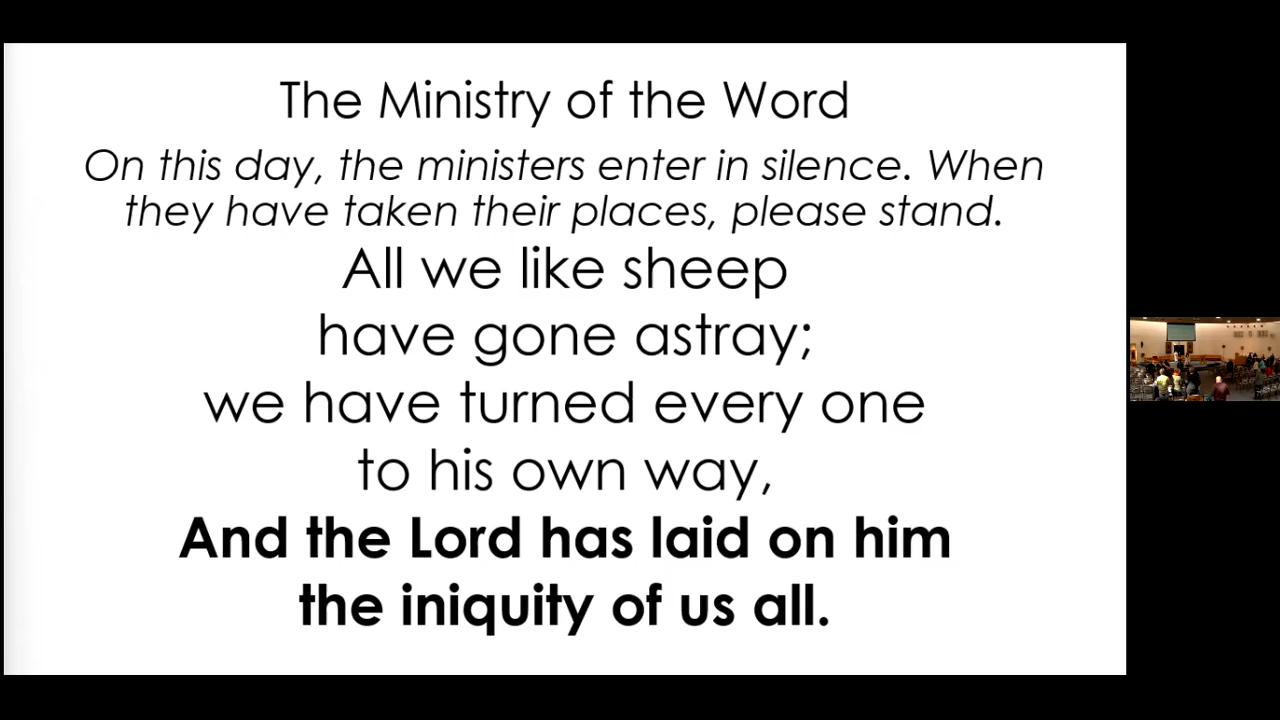 The Ministry of the Word
On this day, the ministers enter in silence. When
they have taken their places, please stand.
All we like sheep
have gone astray;
we have turned every one
to his own way,
And the Lord has laid on him
the iniquity of us all.